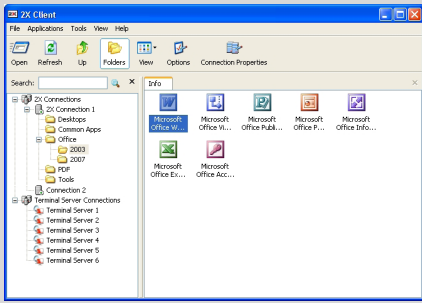 2X Client
File Applications Tools View Help
Open Refresh Up Folders View Options Connection Properties
Search:
Info
2X Connections
2X Connection 1
Desktops
Common Apps
Office
2003
2007
PDF
Tools
Connection 2
Terminal Server Connections
Terminal Server 1
Terminal Server 2
Terminal Server 3
Terminal Server 4
Terminal Server 5
Terminal Server 6
Microsoft
Office W...
Microsoft
Office Vi...
Microsoft
Office Publi...
Microsoft
Office P...
Microsoft
Office Info...
Microsoft
Office Ex...
Microsoft
Office Acc...